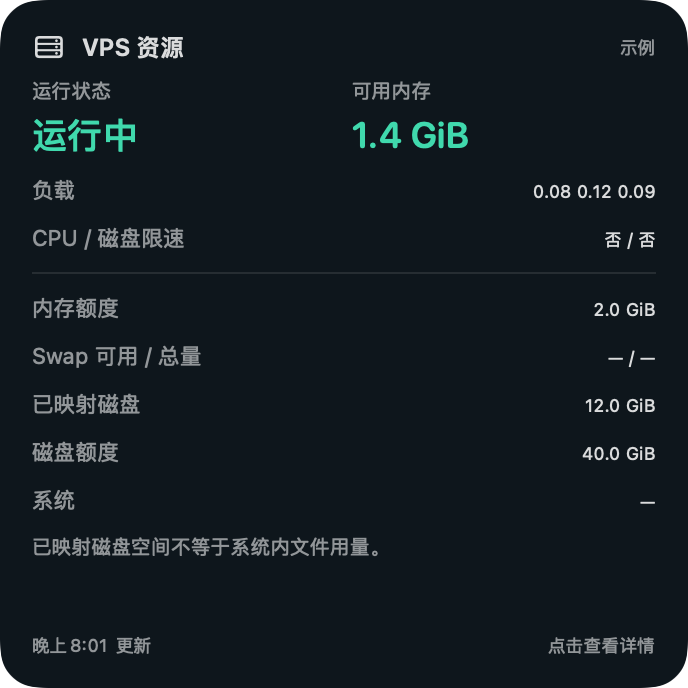 VPS 资源 示例
运行状态 可用内存
运行中 1.4 GiB
负载 0.08 0.12 0.09
CPU / 磁盘限速 否 / 否
内存额度 2.0 GiB
Swap 可用 / 总量 — / —
已映射磁盘 12.0 GiB
磁盘额度 40.0 GiB
系统 —
已映射磁盘空间不等于系统内文件用量。
晚上 8:01 更新 点击查看详情